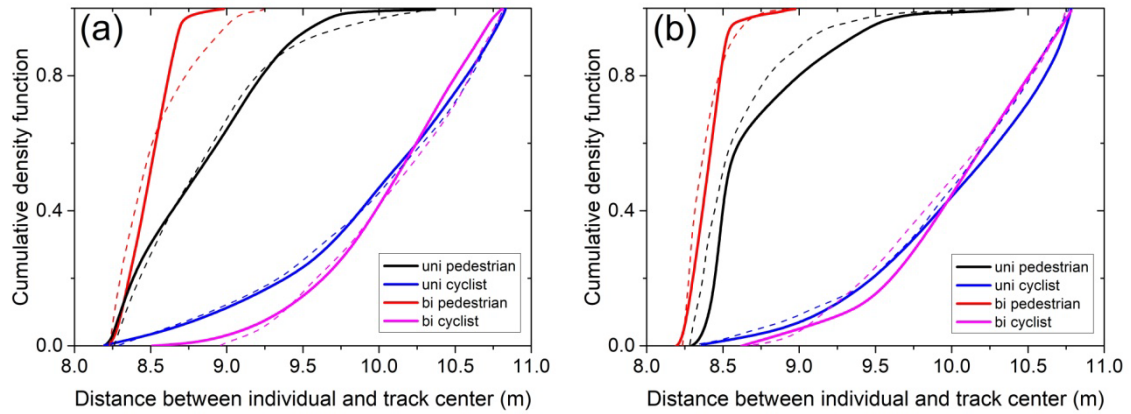 (a)
Cumulative density function
0.8
0.4
0.0
uni pedestrian
uni cyclist
bi pedestrian
bi cyclist
8.0 8.5 9.0 9.5 10.0 10.5 11.0
Distance between individual and track center (m)
(b)
Cumulative density function
0.8
0.4
0.0
uni pedestrian
uni cyclist
bi pedestrian
bi cyclist
8.0 8.5 9.0 9.5 10.0 10.5 11.0
Distance between individual and track center (m)